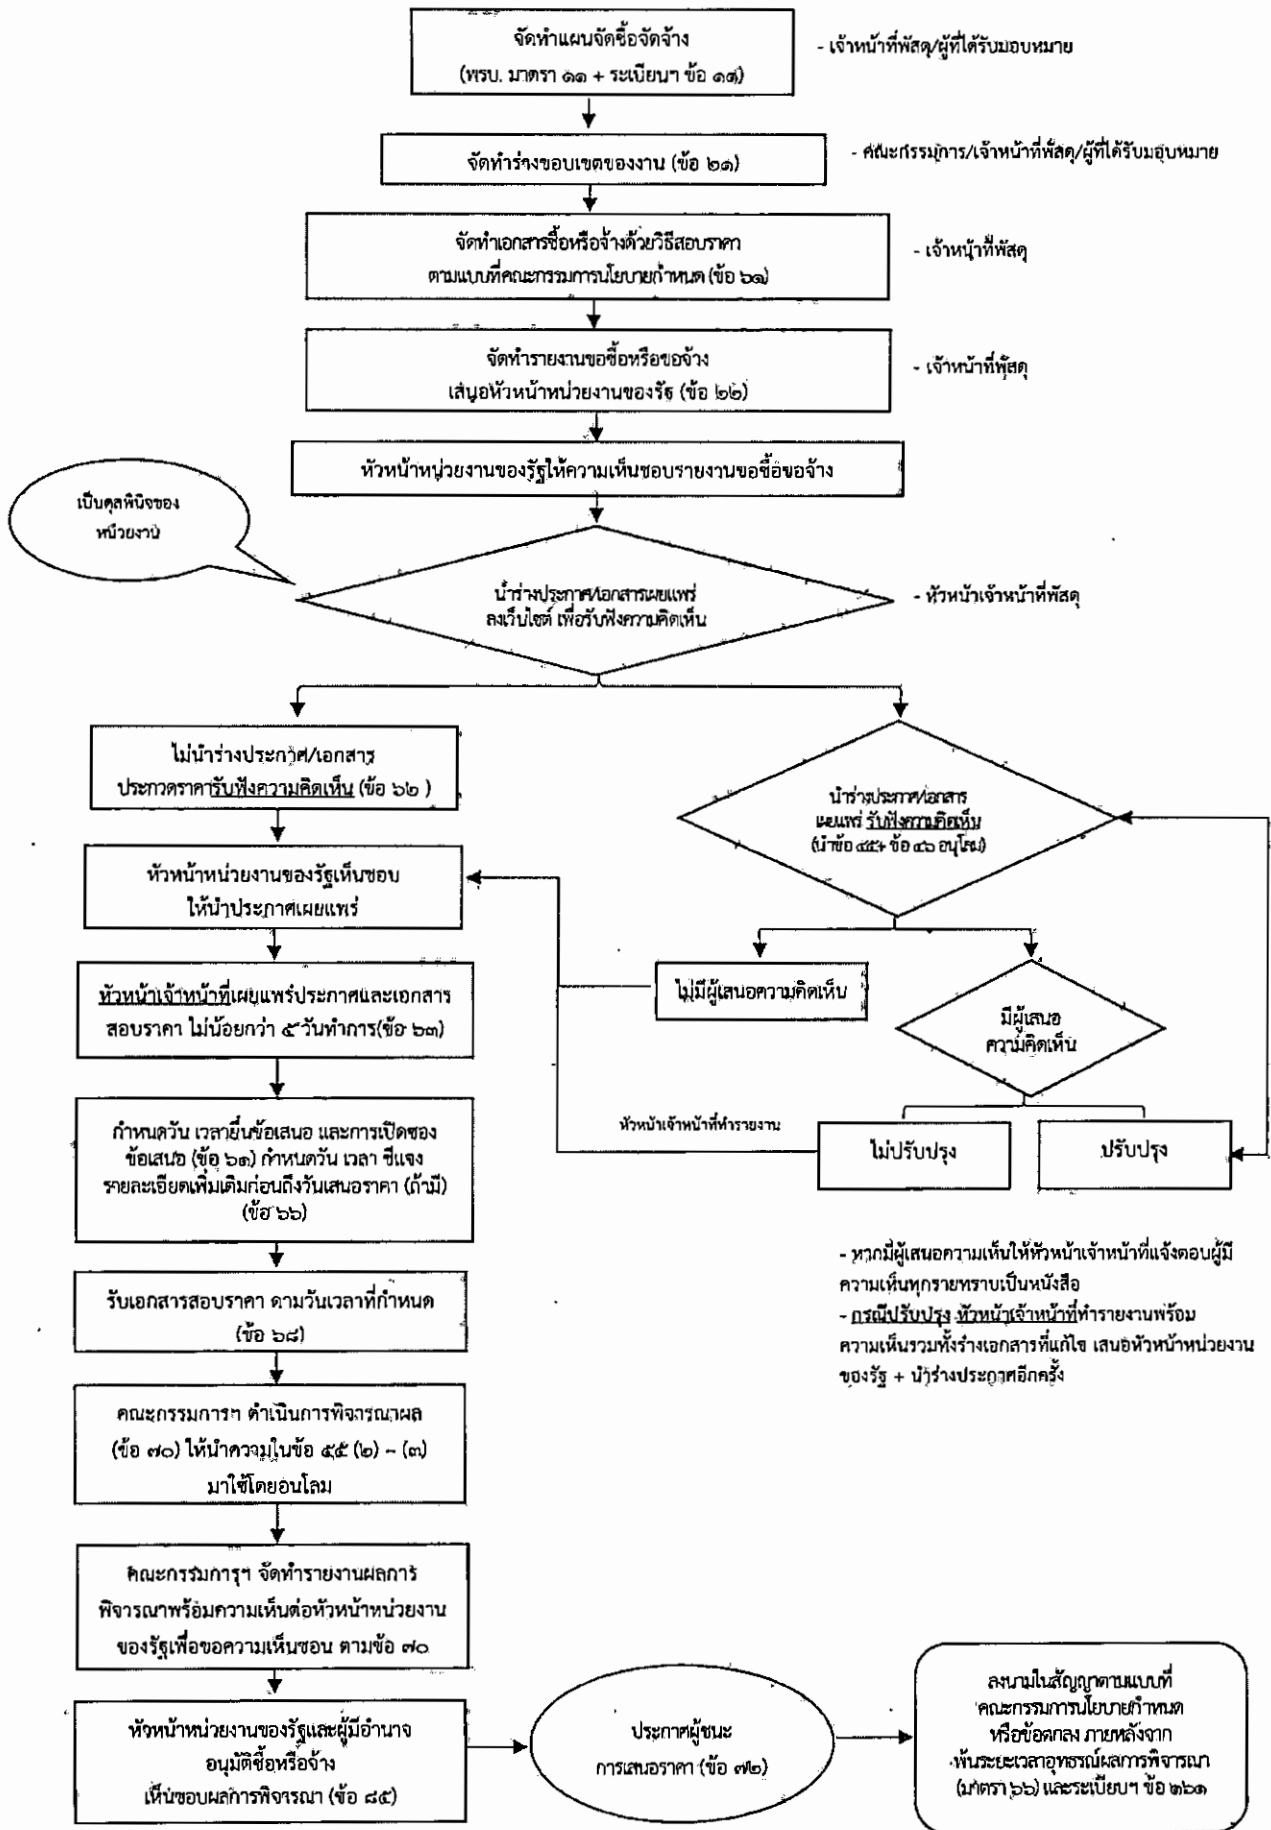 จัดทำแผนจัดซื้อจัดจ้าง
(พรบ. มาตรา ๑๑ + ระเบียบฯ ข้อ ๑๑)
- เจ้าหน้าที่พัสดุ/ผู้ที่ได้รับมอบหมาย
จัดทำร่างขอบเขตของงาน (ข้อ ๒๑)
- คณะกรรมการ/เจ้าหน้าที่พัสดุ/ผู้ที่ได้รับมอบหมาย
จัดทำเอกสารซื้อหรือจ้างด้วยวิธีสอบราคา
ตามแบบที่คณะกรรมการนโยบายกำหนด (ข้อ ๖๑)
- เจ้าหน้าที่พัสดุ
จัดทำรายงานขอซื้อหรือขอจ้าง
เสนอหัวหน้าหน่วยงานของรัฐ (ข้อ ๒๒)
- เจ้าหน้าที่พัสดุ
หัวหน้าหน่วยงานของรัฐให้ความเห็นชอบรายงานขอซื้อขอจ้าง
เป็นดุลพินิจของ
หน่วยงาน
นำร่างประกาศ/เอกสารเผยแพร่
ลงเว็บไซต์ เพื่อรับฟังความคิดเห็น
- หัวหน้าเจ้าหน้าที่พัสดุ
ไม่นำร่างประกาศ/เอกสาร
ประกวดราคารับฟังความคิดเห็น (ข้อ ๖๒ )
นำร่างประกาศ/เอกสาร
เผยแพร่ รับฟังความคิดเห็น
(นำข้อ ๔๕+ ข้อ ๔๖ อนุโลม)
หัวหน้าหน่วยงานของรัฐเห็นชอบ
ให้นำประกาศเผยแพร่
หัวหน้าเจ้าหน้าที่เผยแพร่ประกาศและเอกสาร
สอบราคา ไม่น้อยกว่า ๕ วันทำการ(ข้อ ๖๓)
ไม่มีผู้เสนอความคิดเห็น
มีผู้เสนอ
ความคิดเห็น
กำหนดวัน เวลายื่นข้อเสนอ และการเปิดซอง
ข้อเสนอ (ข้อ ๖๑) กำหนดวัน เวลา ชี้แจง
รายละเอียดเพิ่มเติมก่อนถึงวันเสนอราคา (ถ้ามี)
(ข้อ ๖๖)
หัวหน้าเจ้าหน้าที่ทำรายงาน
ไม่ปรับปรุง
ปรับปรุง
- หากมีผู้เสนอความเห็นให้หัวหน้าเจ้าหน้าที่แจ้งตอบผู้มี
ความเห็นทุกรายทราบเป็นหนังสือ
- กรณีปรับปรุง หัวหน้าเจ้าหน้าที่ทำรายงานพร้อม
ความเห็นรวมทั้งร่างเอกสารที่แก้ไข เสนอหัวหน้าหน่วยงาน
ของรัฐ + นำร่างประกาศอีกครั้ง
รับเอกสารสอบราคา ตามวันเวลาที่กำหนด
(ข้อ ๖๘)
คณะกรรมการฯ ดำเนินการพิจารณาผล
(ข้อ ๗๐) ให้นำความในข้อ ๕๕ (๒) – (๓)
มาใช้โดยอนุโลม
คณะกรรมการฯ จัดทำรายงานผลการ
พิจารณาพร้อมความเห็นต่อหัวหน้าหน่วยงาน
ของรัฐเพื่อขอความเห็นชอบ ตามข้อ ๗๐
หัวหน้าหน่วยงานของรัฐและผู้มีอำนาจ
อนุมัติซื้อหรือจ้าง
เห็นชอบผลการพิจารณา (ข้อ ๘๕)
ประกาศผู้ชนะ
การเสนอราคา (ข้อ ๗๒)
ลงนามในสัญญาตามแบบที่
คณะกรรมการนโยบายกำหนด
หรือข้อตกลง ภายหลังจาก
พ้นระยะเวลาอุทธรณ์ผลการพิจารณา
(มาตรา ๖๖) และระเบียบฯ ข้อ ๑๖๑